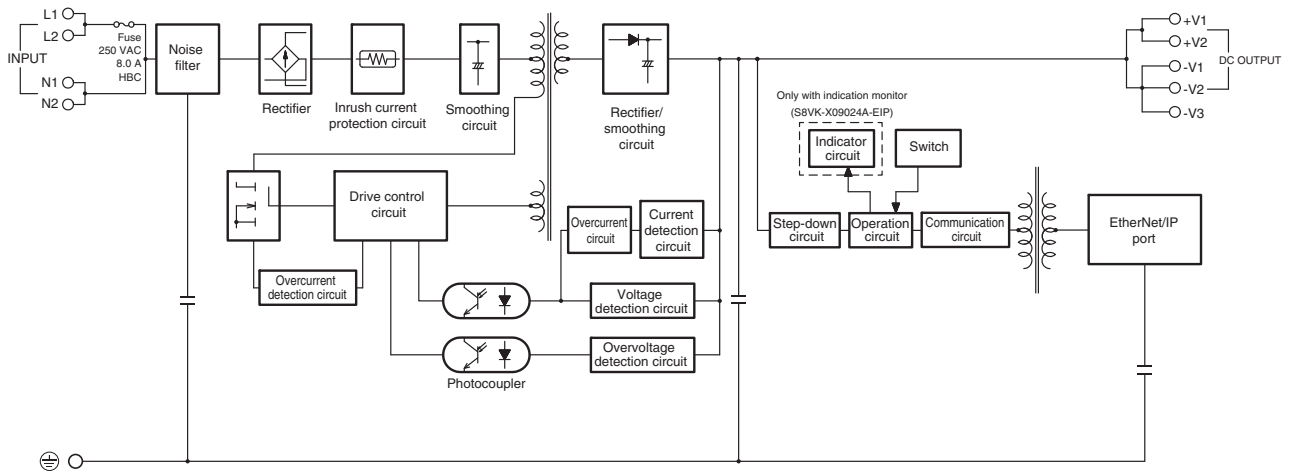 L1
L2
INPUT
N1
N2
Fuse
250 VAC
8.0 A
HBC
Noise
filter
Rectifier
Inrush current
protection circuit
Smoothing
circuit
Rectifier/
smoothing
circuit
+V1
+V2
DC OUTPUT
-V1
-V2
-V3
Only with indication monitor
(S8VK-X09024A-EIP)
Indicator
circuit
Switch
Drive control
circuit
Overcurrent
circuit
Current
detection
circuit
Step-down
circuit
Operation
circuit
Communication
circuit
EtherNet/IP
port
Overcurrent
detection circuit
Voltage
detection circuit
Overvoltage
detection circuit
Photocoupler